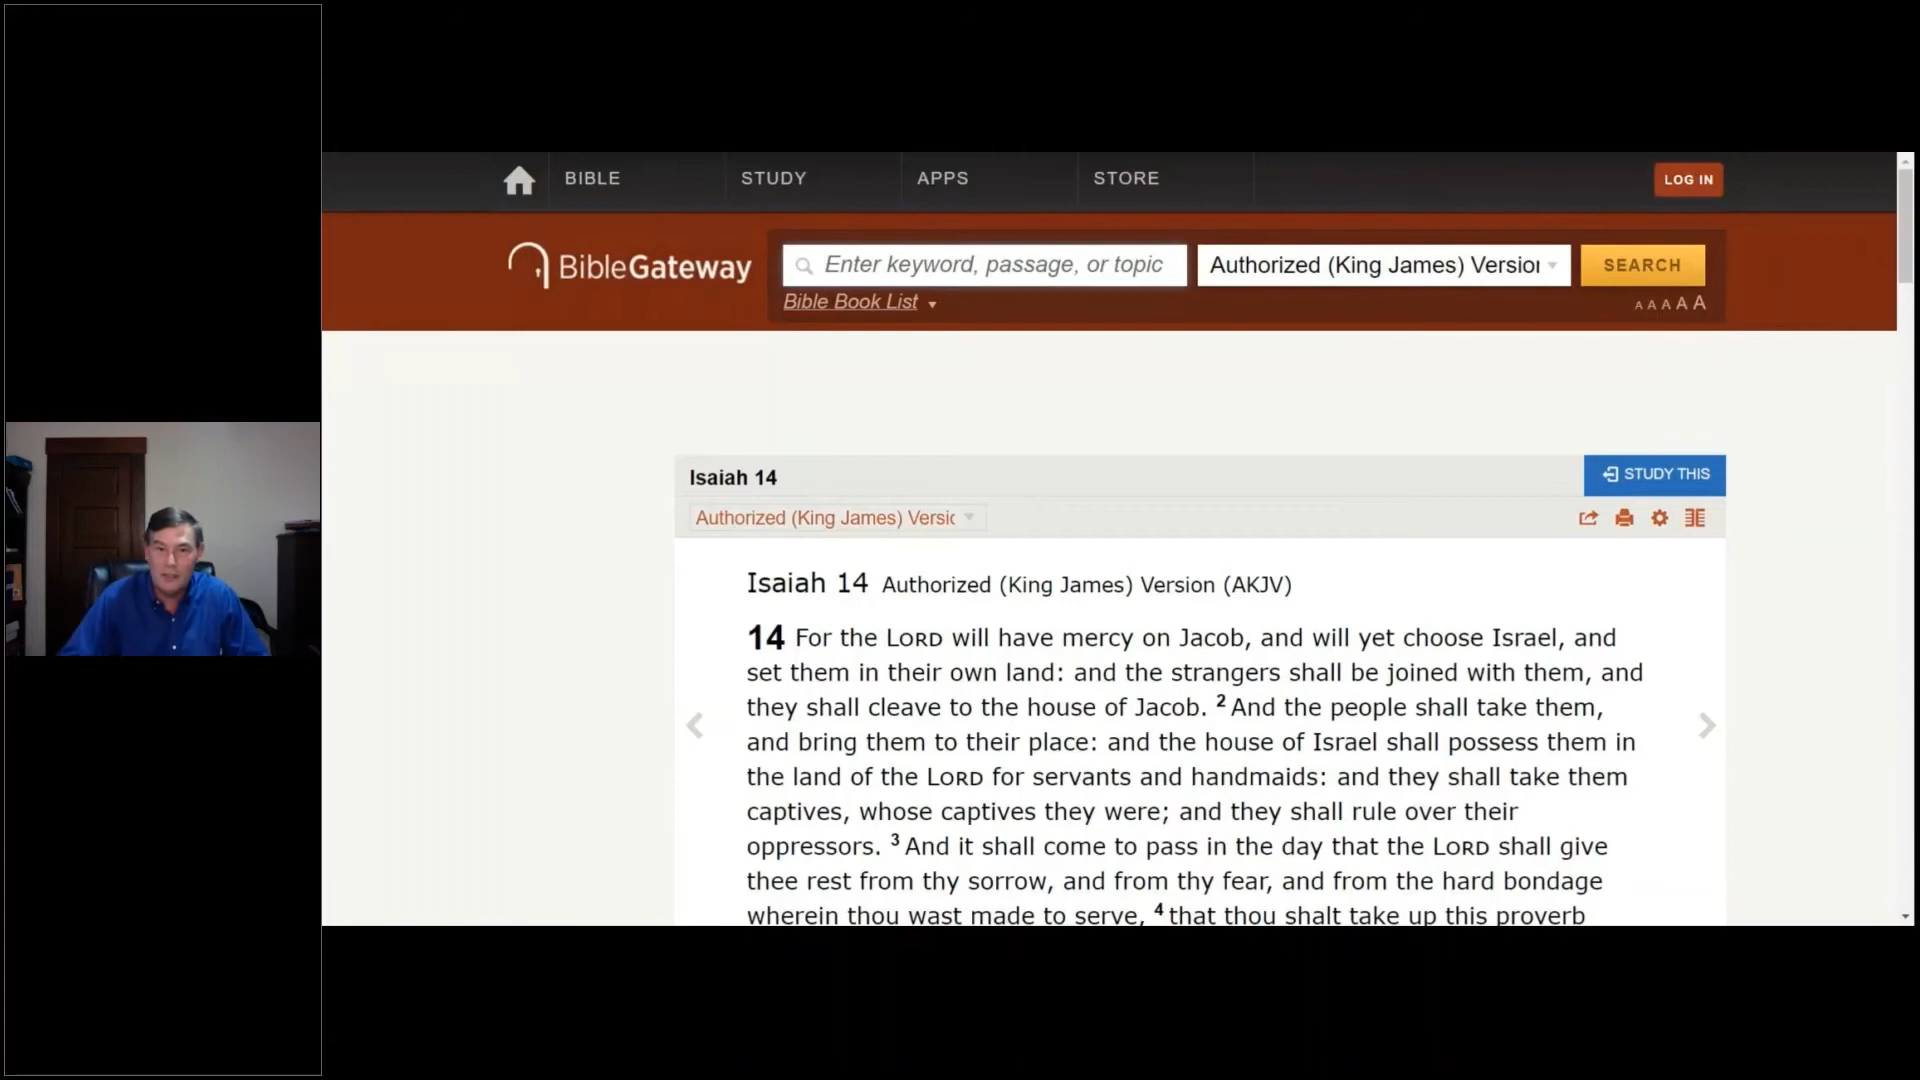 BIBLE STUDY APPS STORE LOG IN
BibleGateway
Enter keyword, passage, or topic
Authorized (King James) Version
SEARCH
Bible Book List
A A A A A
Isaiah 14
STUDY THIS
Authorized (King James) Versic
Isaiah 14 Authorized (King James) Version (AKJV)
14 For the LORD will have mercy on Jacob, and will yet choose Israel, and
set them in their own land: and the strangers shall be joined with them, and
they shall cleave to the house of Jacob. 2 And the people shall take them,
and bring them to their place: and the house of Israel shall possess them in
the land of the LORD for servants and handmaids: and they shall take them
captives, whose captives they were; and they shall rule over their
oppressors. 3 And it shall come to pass in the day that the LORD shall give
thee rest from thy sorrow, and from thy fear, and from the hard bondage
wherein thou wast made to serve, 4 that thou shalt take up this proverb